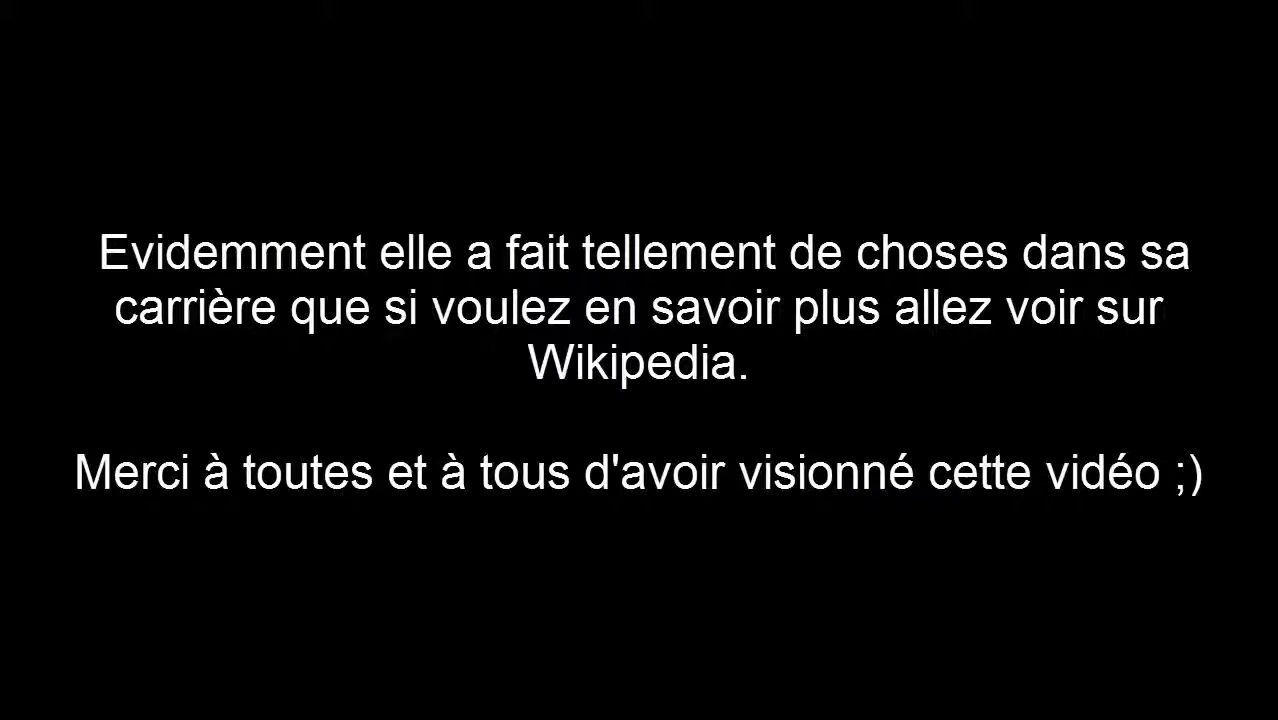 Evidemment elle a fait tellement de choses dans sa
carrière que si voulez en savoir plus allez voir sur
Wikipedia.
Merci à toutes et à tous d'avoir visionné cette vidéo ;)